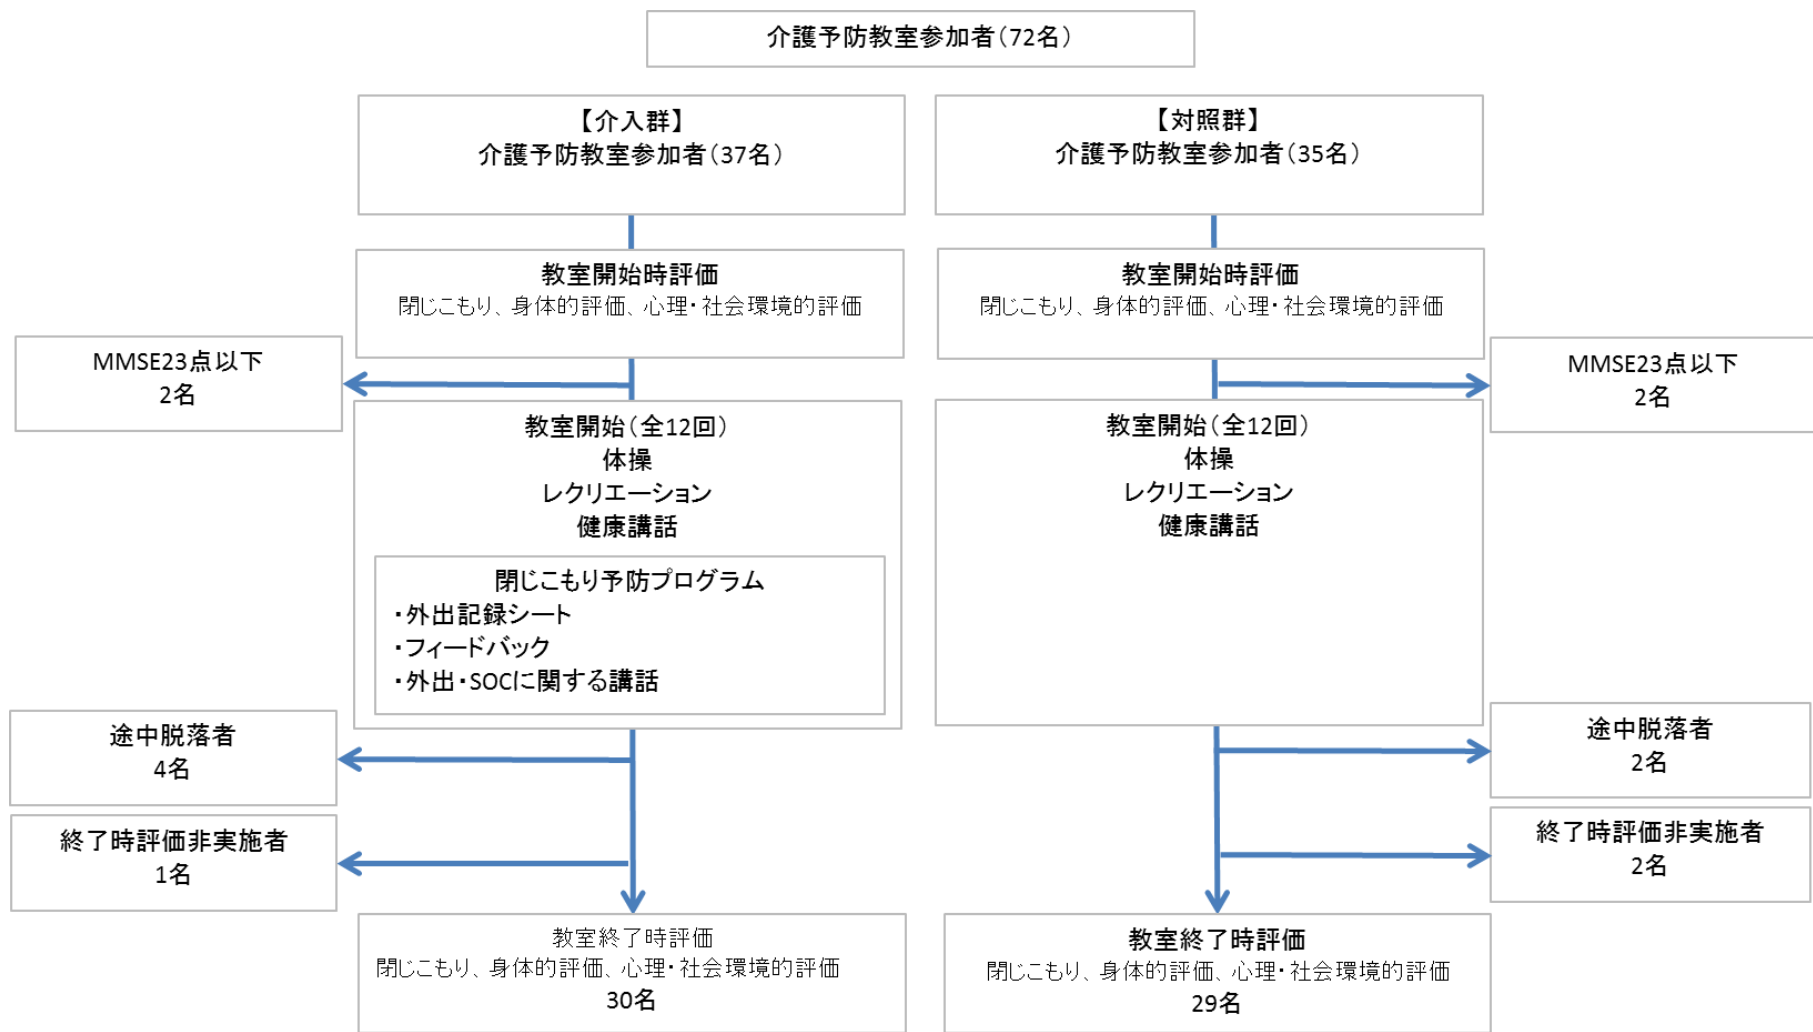 介護予防教室参加者（72名）
【介入群】
介護予防教室参加者（37名）
【対照群】
介護予防教室参加者（35名）
教室開始時評価
閉じこもり、身体的評価、心理・社会環境的評価
教室開始時評価
閉じこもり、身体的評価、心理・社会環境的評価
MMSE23点以下
2名
MMSE23点以下
2名
教室開始（全12回）
体操
レクリエーション
健康講話
閉じこもり予防プログラム
・外出記録シート
・フィードバック
・外出・SOCに関する講話
教室開始（全12回）
体操
レクリエーション
健康講話
途中脱落者
4名
途中脱落者
2名
終了時評価非実施者
1名
終了時評価非実施者
2名
教室終了時評価
閉じこもり、身体的評価、心理・社会環境的評価
30名
教室終了時評価
閉じこもり、身体的評価、心理・社会環境的評価
29名